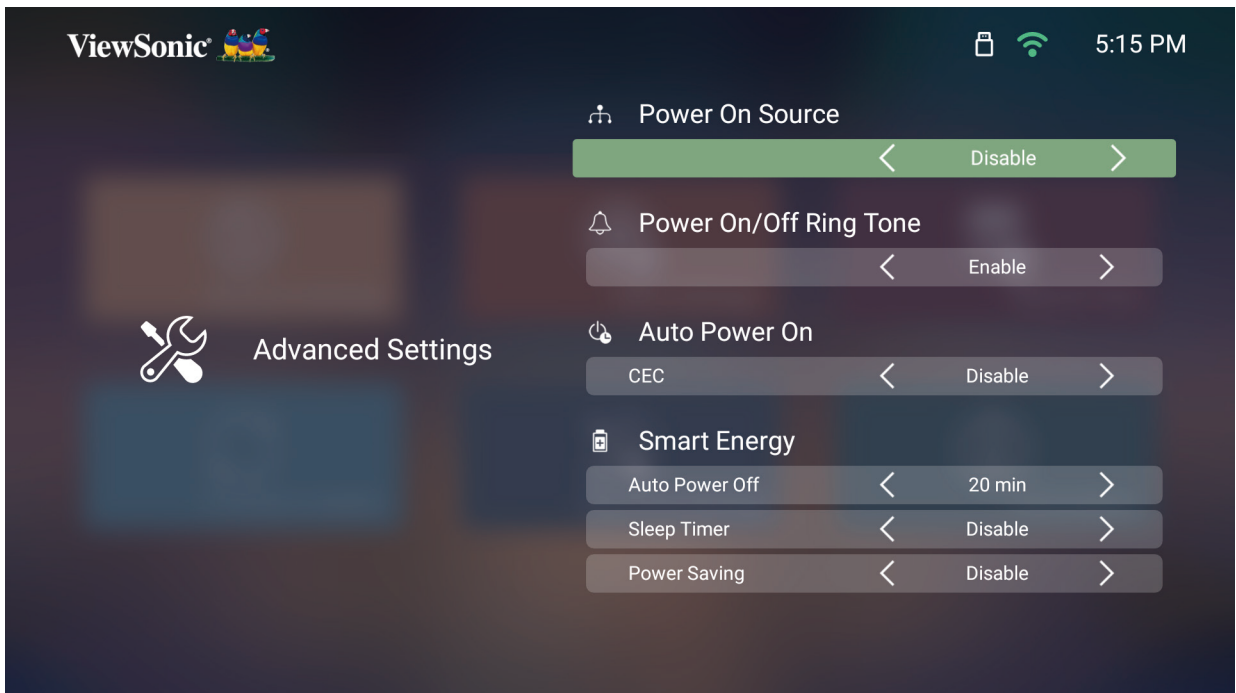 ViewSonic®
5:15 PM
Power On Source
Disable
Power On/Off Ring Tone
Enable
Advanced Settings
Auto Power On
CEC Disable
Smart Energy
Auto Power Off 20 min
Sleep Timer Disable
Power Saving Disable